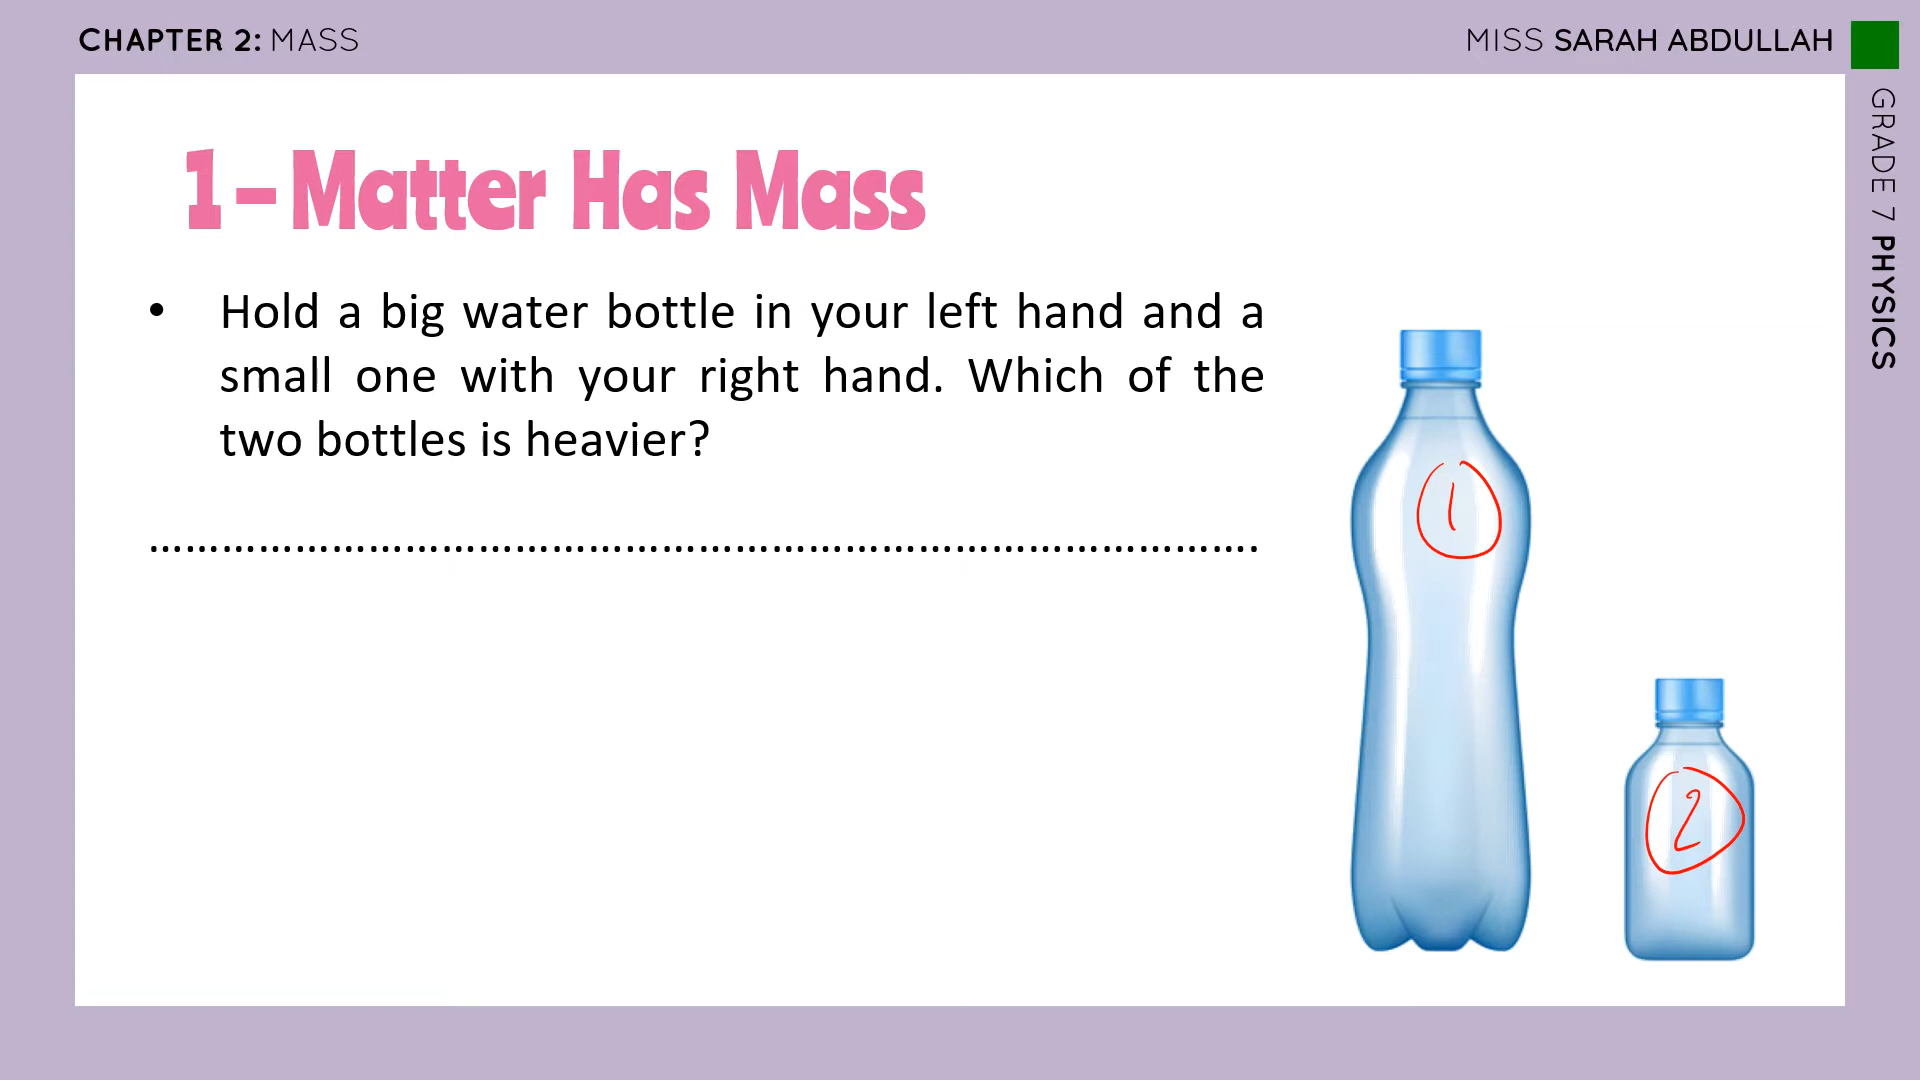 CHAPTER 2: MASS
MISS SARAH ABDULLAH
GRADE 7 PHYSICS
1-Matter Has Mass
• Hold a big water bottle in your left hand and a
small one with your right hand. Which of the
two bottles is heavier?
………………………………………………………………………………….
1
2